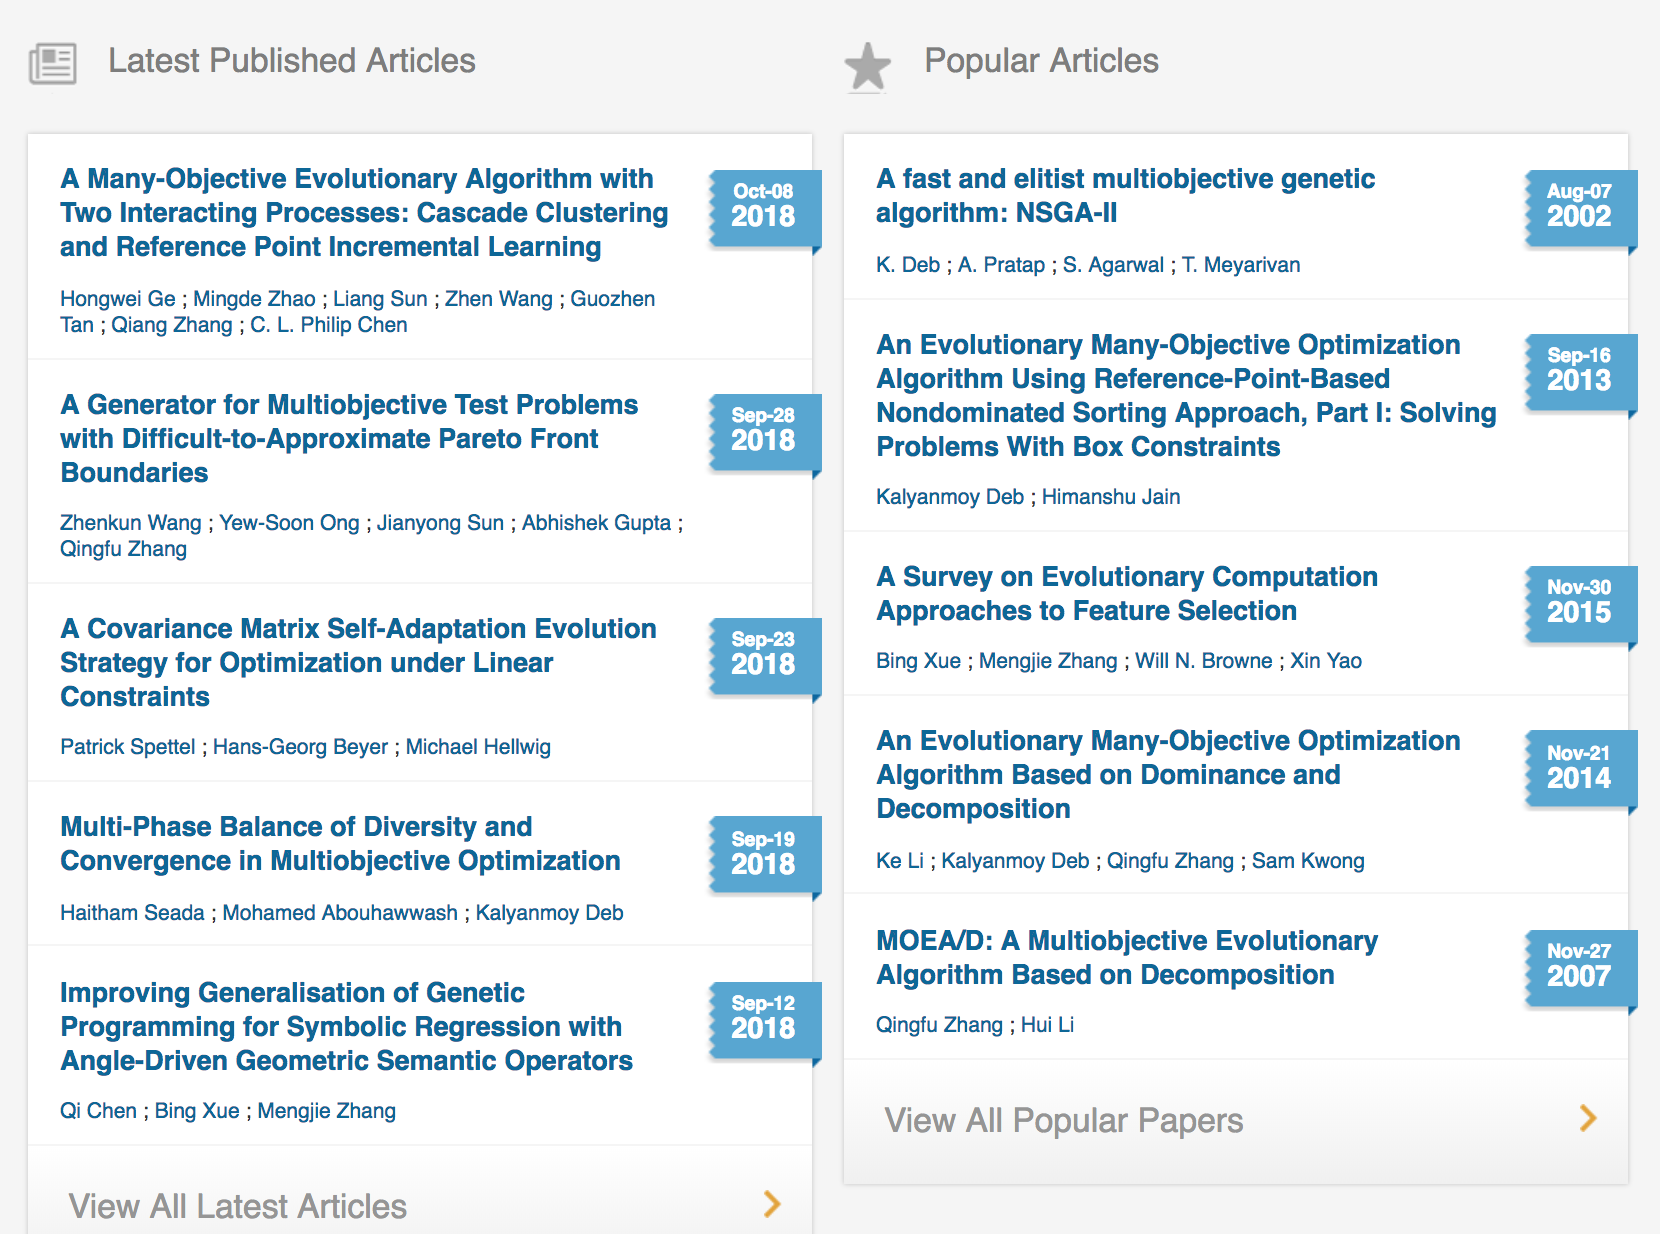 Latest Published Articles
A Many-Objective Evolutionary Algorithm with
Two Interacting Processes: Cascade Clustering
and Reference Point Incremental Learning
Oct-08
2018
Hongwei Ge ; Mingde Zhao ; Liang Sun ; Zhen Wang ; Guozhen
Tan ; Qiang Zhang ; C. L. Philip Chen
A Generator for Multiobjective Test Problems
with Difficult-to-Approximate Pareto Front
Boundaries
Sep-28
2018
Zhenkun Wang ; Yew-Soon Ong ; Jianyong Sun ; Abhishek Gupta ;
Qingfu Zhang
A Covariance Matrix Self-Adaptation Evolution
Strategy for Optimization under Linear
Constraints
Sep-23
2018
Patrick Spettel ; Hans-Georg Beyer ; Michael Hellwig
Multi-Phase Balance of Diversity and
Convergence in Multiobjective Optimization
Sep-19
2018
Haitham Seada ; Mohamed Abouhawwash ; Kalyanmoy Deb
Improving Generalisation of Genetic
Programming for Symbolic Regression with
Angle-Driven Geometric Semantic Operators
Sep-12
2018
Qi Chen ; Bing Xue ; Mengjie Zhang
View All Latest Articles
Popular Articles
A fast and elitist multiobjective genetic
algorithm: NSGA-II
Aug-07
2002
K. Deb ; A. Pratap ; S. Agarwal ; T. Meyarivan
An Evolutionary Many-Objective Optimization
Algorithm Using Reference-Point-Based
Nondominated Sorting Approach, Part I: Solving
Problems With Box Constraints
Sep-16
2013
Kalyanmoy Deb ; Himanshu Jain
A Survey on Evolutionary Computation
Approaches to Feature Selection
Nov-30
2015
Bing Xue ; Mengjie Zhang ; Will N. Browne ; Xin Yao
An Evolutionary Many-Objective Optimization
Algorithm Based on Dominance and
Decomposition
Nov-21
2014
Ke Li ; Kalyanmoy Deb ; Qingfu Zhang ; Sam Kwong
MOEA/D: A Multiobjective Evolutionary
Algorithm Based on Decomposition
Nov-27
2007
Qingfu Zhang ; Hui Li
View All Popular Papers